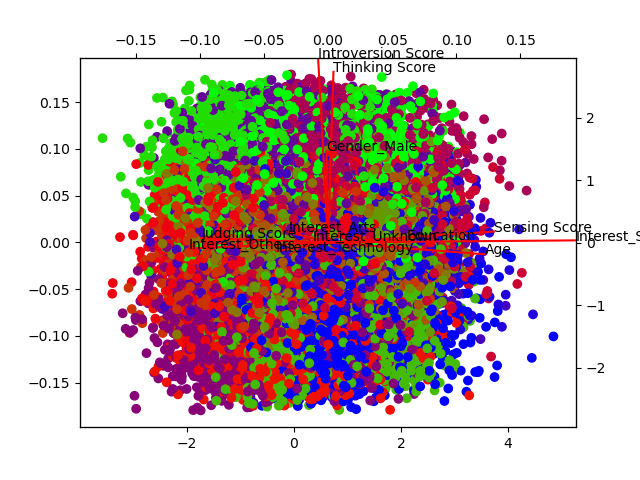 −0.15 −0.10 −0.05 0.00 0.05 0.10 0.15
Introversion Score
Thinking Score
0.15
0.10
0.05
0.00
−0.05
−0.10
−0.15
2
1
0
−1
−2
Gender_Male
Interest_Arts
Sensing Score
Judging Score
Interest_Unknown
Education
Interest_S
Interest_Others
Interest_Technology
Age
−2 0 2 4